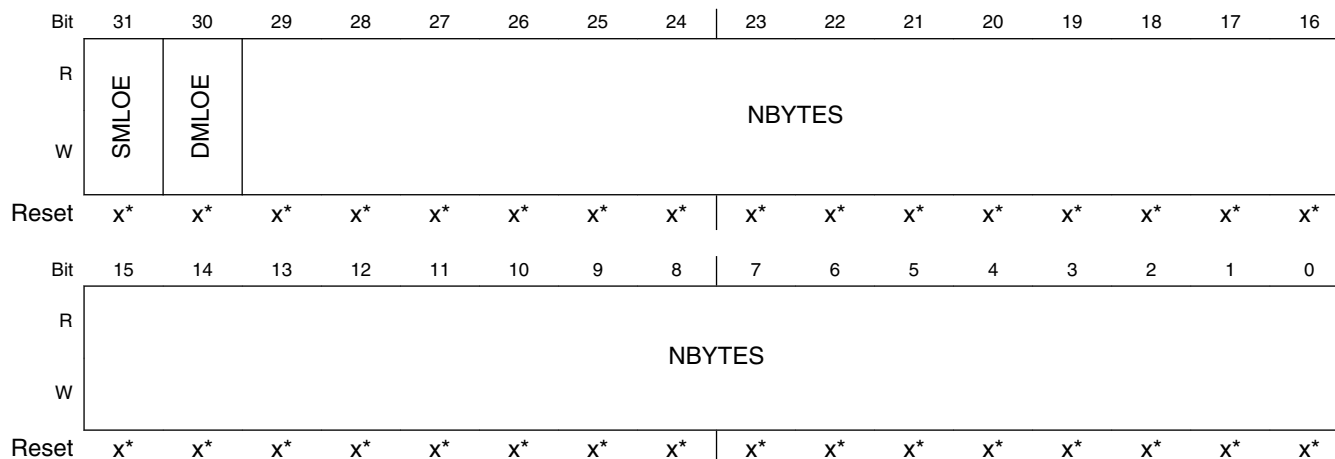 Bit 31 30 29 28 27 26 25 24 23 22 21 20 19 18 17 16
R
SMLOE DMLOE NBYTES
W
Reset x* x* x* x* x* x* x* x* x* x* x* x* x* x* x* x*
Bit 15 14 13 12 11 10 9 8 7 6 5 4 3 2 1 0
R
NBYTES
W
Reset x* x* x* x* x* x* x* x* x* x* x* x* x* x* x* x*